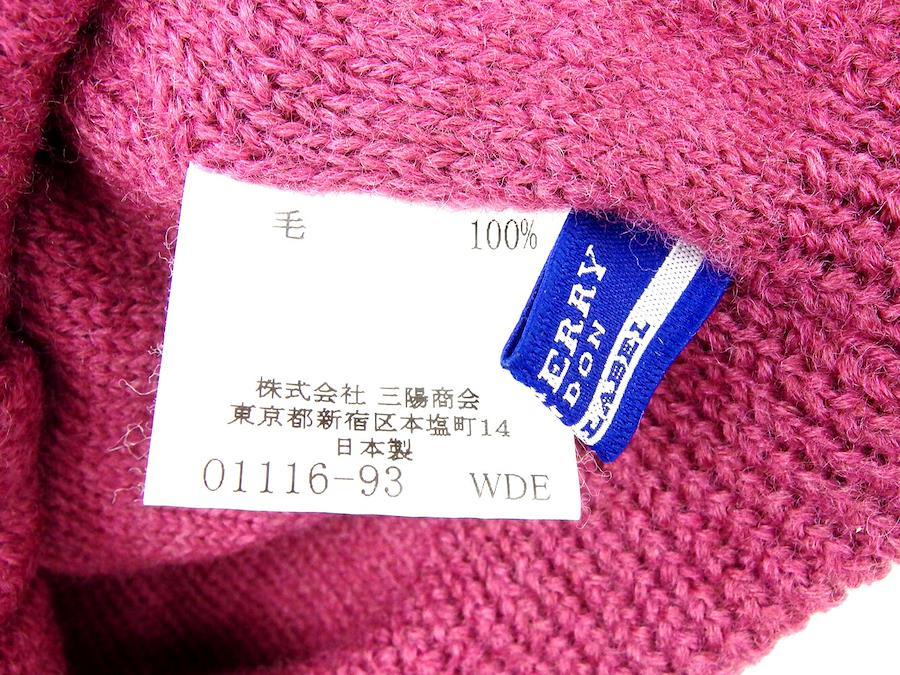 毛 100%
株式会社 三陽商会
東京都新宿区本塩町14
日本製
01116-93 WDE
ERRY
DON
LABEL